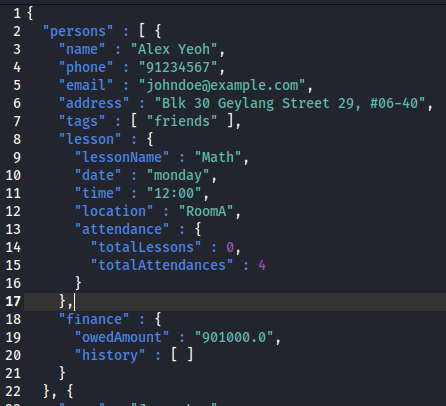 1 {
2 "persons" : [ {
3 "name" : "Alex Yeoh",
4 "phone" : "91234567",
5 "email" : "johndoe@example.com",
6 "address" : "Blk 30 Geylang Street 29, #06-40",
7 "tags" : [ "friends" ],
8 "lesson" : {
9 "lessonName" : "Math",
10 "date" : "monday",
11 "time" : "12:00",
12 "location" : "RoomA",
13 "attendance" : {
14 "totalLessons" : 0,
15 "totalAttendances" : 4
16 }
17 },
18 "finance" : {
19 "owedAmount" : "901000.0",
20 "history" : [ ]
21 }
22 }, {